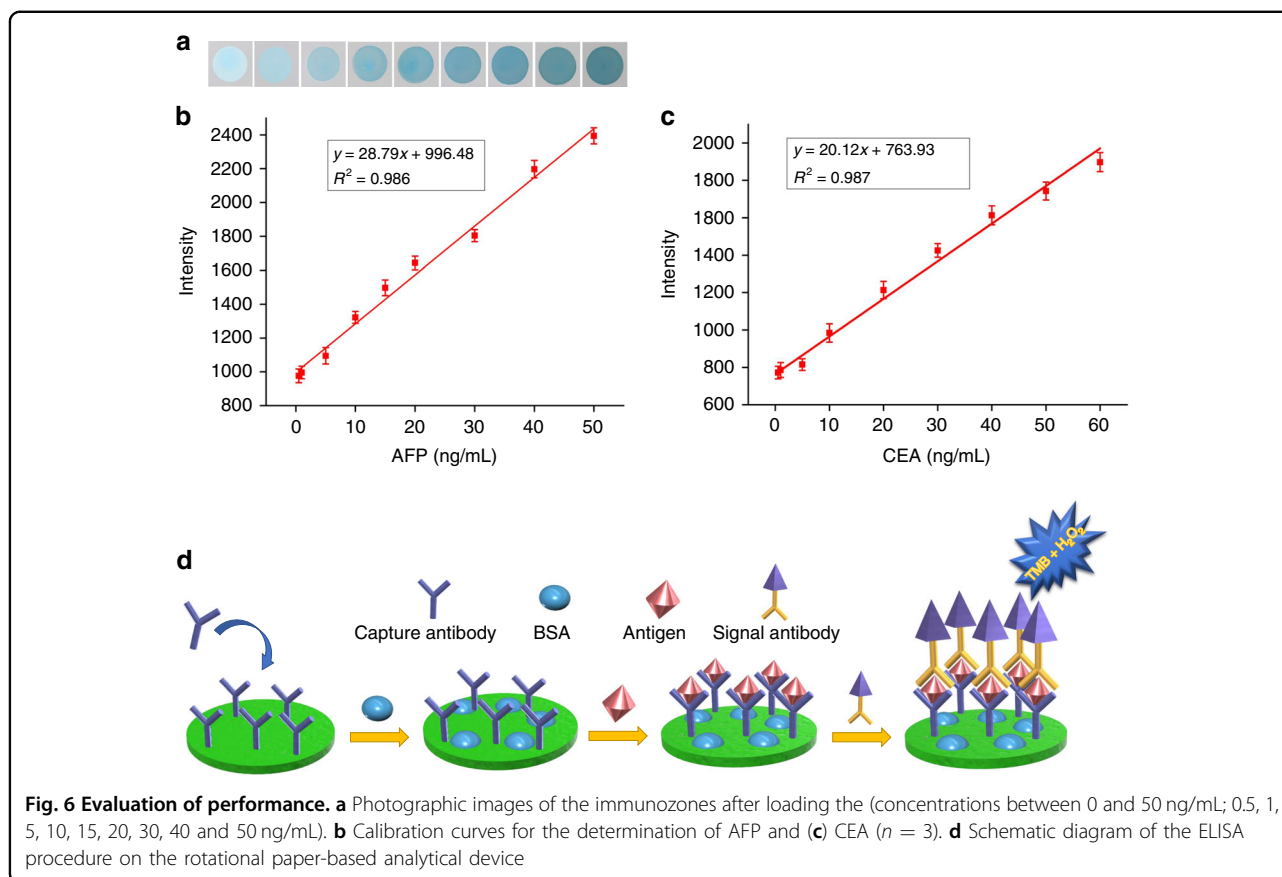 a
b
2400
2200
2000
1800
1600
1400
1200
1000
800
Intensity
y = 28.79x + 996.48
R² = 0.986
0 10 20 30 40 50
AFP (ng/mL)
c
2000
1800
1800
1400
1200
1000
800
600
Intensity
y = 20.12x + 763.93
R² = 0.987
0 10 20 30 40 50 60
CEA (ng/mL)
d
Capture antibody BSA Antigen Signal antibody
TMB + H₂O₂
Fig. 6 Evaluation of performance. a Photographic images of the immunozones after loading the (concentrations between 0 and 50 ng/mL; 0.5, 1,
5, 10, 15, 20, 30, 40 and 50 ng/mL). b Calibration curves for the determination of AFP and (c) CEA (n = 3). d Schematic diagram of the ELISA
procedure on the rotational paper-based analytical device